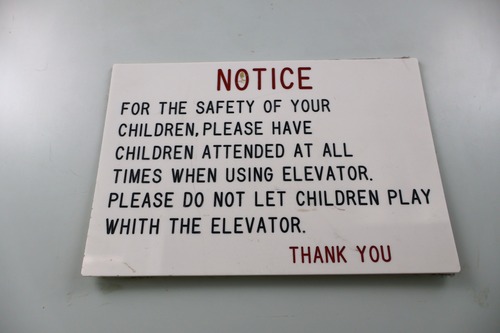 NOTICE
FOR THE SAFETY OF YOUR
CHILDREN, PLEASE HAVE
CHILDREN ATTENDED AT ALL
TIMES WHEN USING ELEVATOR.
PLEASE DO NOT LET CHILDREN PLAY
WHITH THE ELEVATOR.
THANK YOU